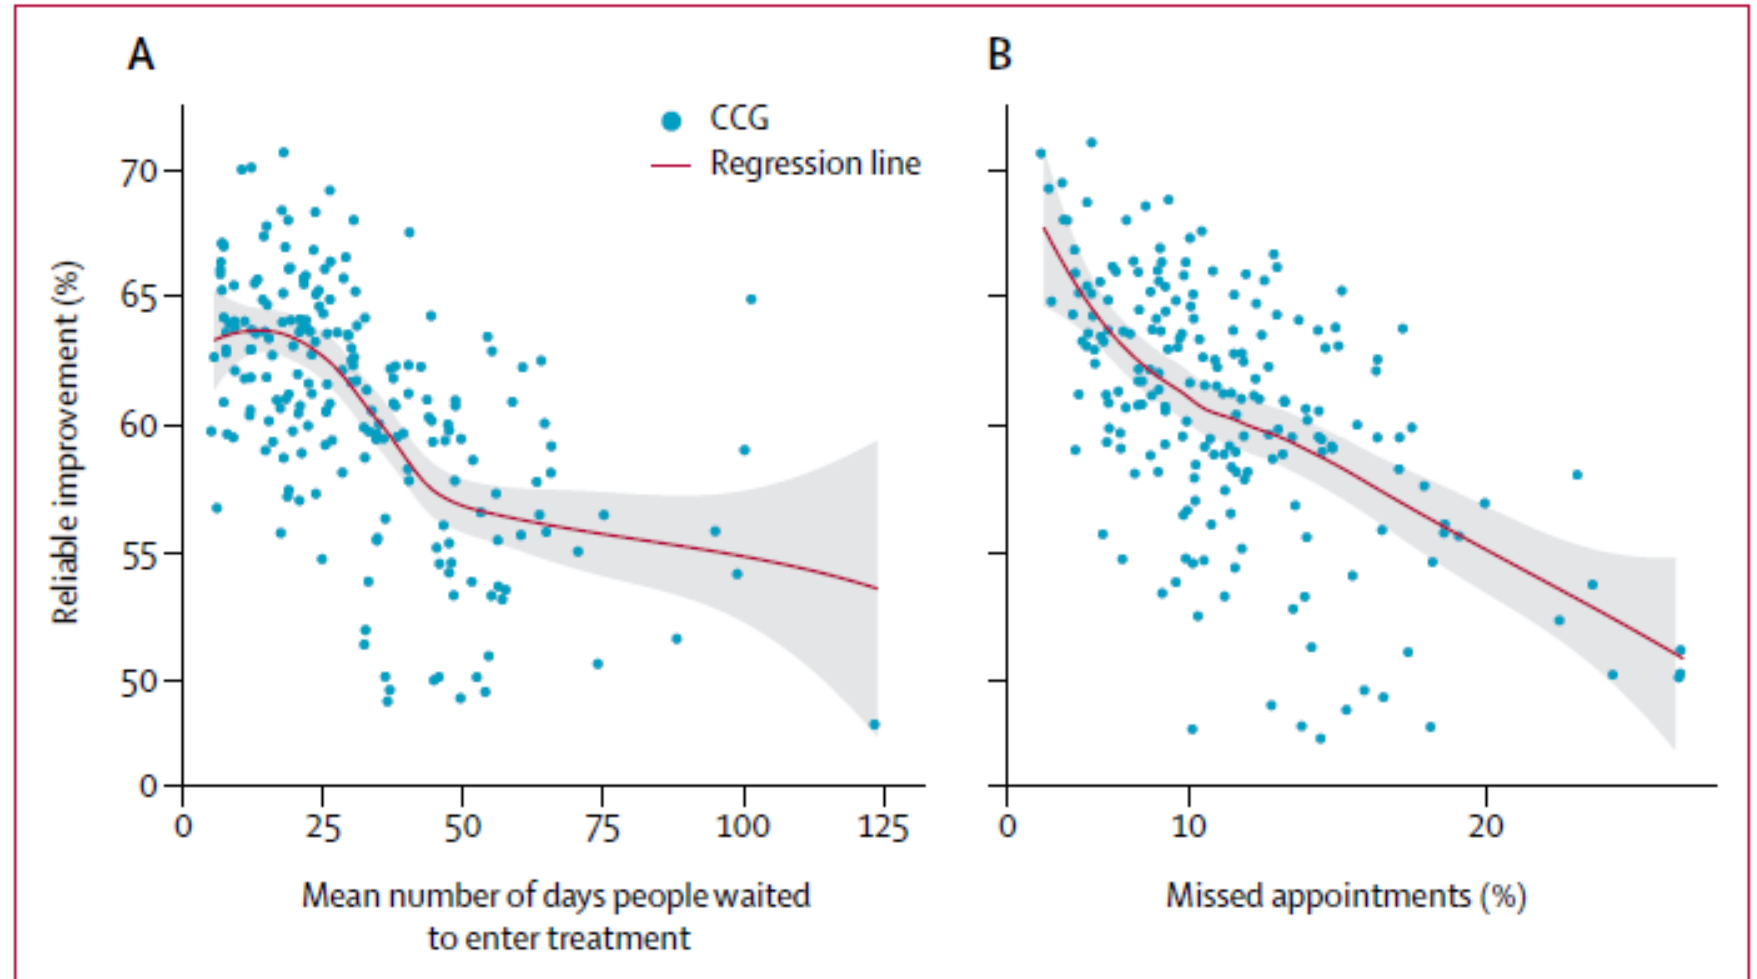 A
B
CCG
Regression line
Reliable improvement (%)
70
65
60
55
50
0
0 25 50 75 100 125
0 10 20
Mean number of days people waited
to enter treatment
Missed appointments (%)